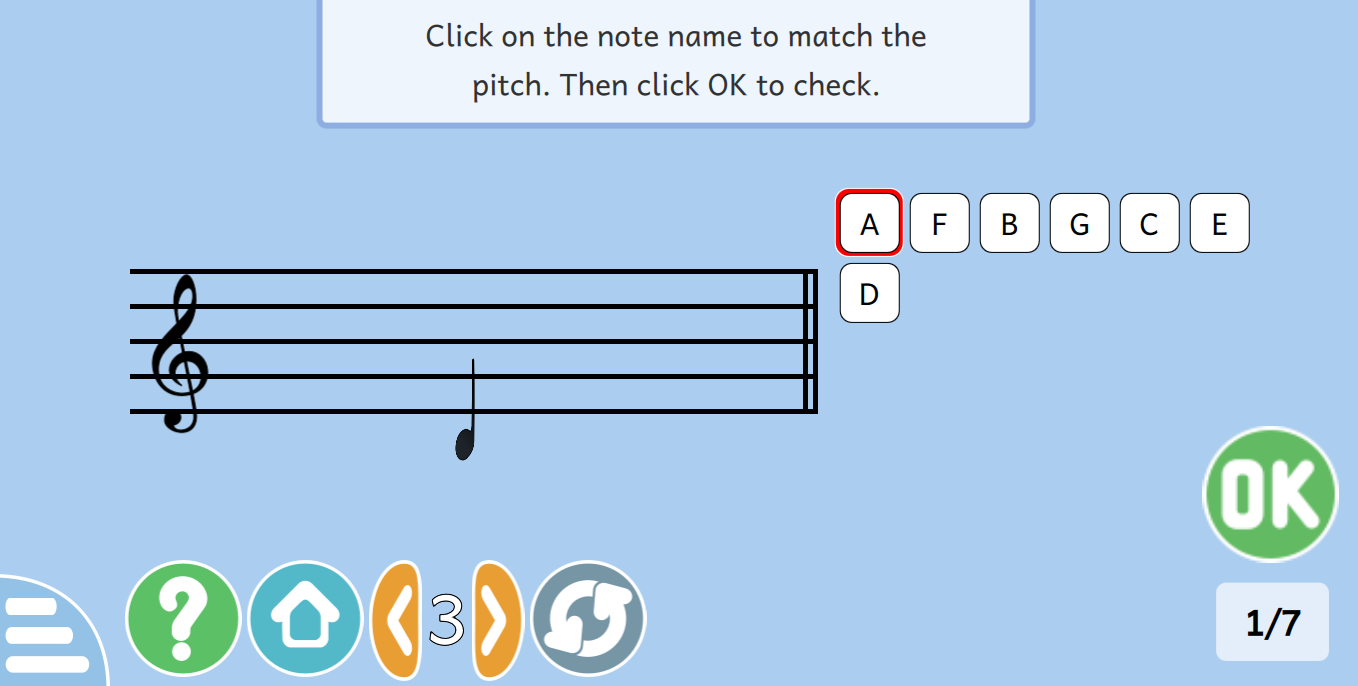 Click on the note name to match the
pitch. Then click OK to check.
A F B G C E
D
OK
3
1/7